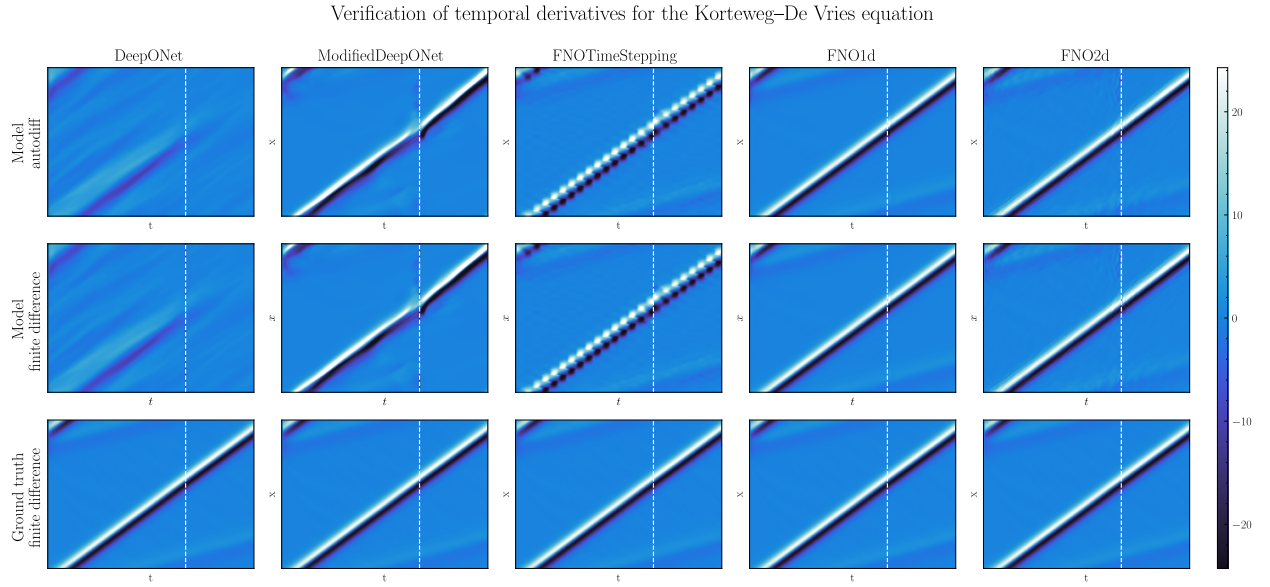 Verification of temporal derivatives for the Korteweg–De Vries equation
DeepONet
ModifiedDeepONet
FNOTimeStepping
FNO1d
FNO2d
Model
autodiff
x
x
x
x
20
10
0
−10
−20
t
t
t
t
t
Model
finite difference
x
x
x
x
t
t
t
t
t
Ground truth
finite difference
x
x
x
x
t
t
t
t
t